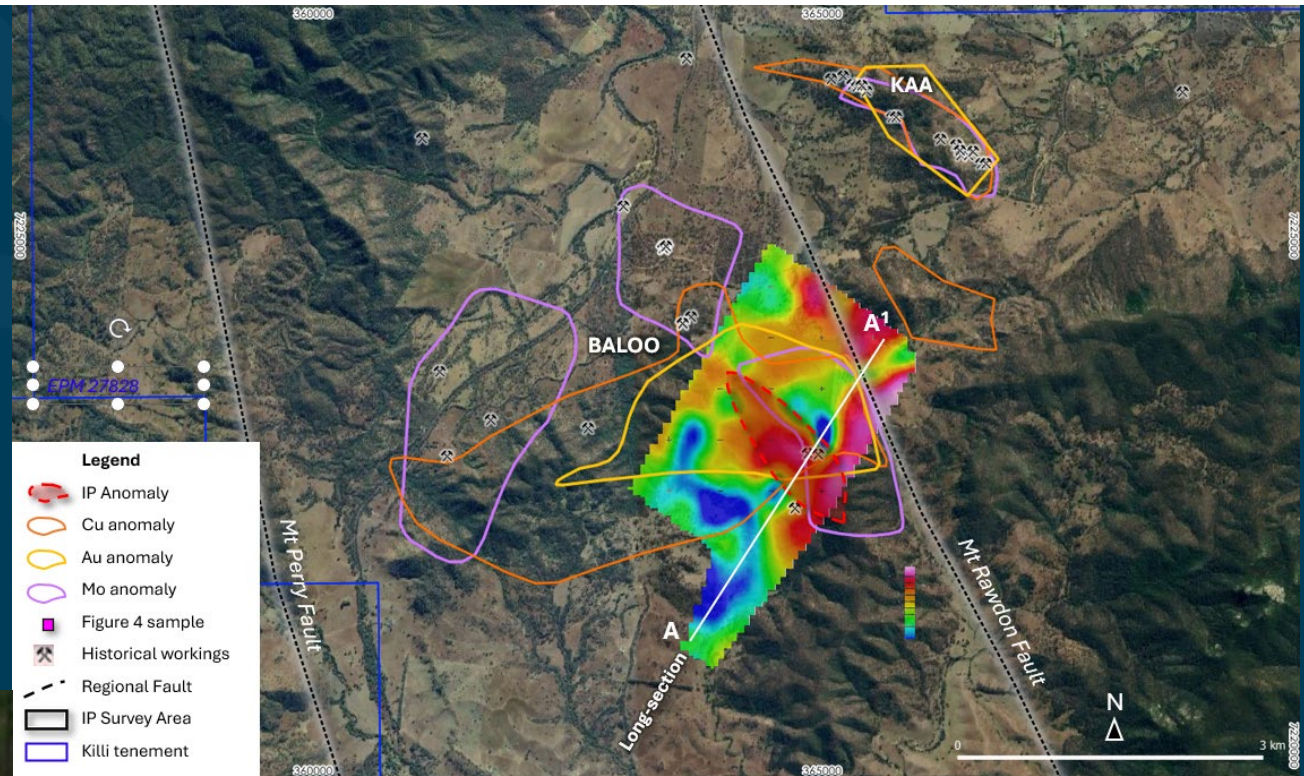 360000
365000
KAA
7225000
7225000
A¹
BALOO
EPM 27828
Legend
IP Anomaly
Cu anomaly
Au anomaly
Mo anomaly
Figure 4 sample
Historical workings
Regional Fault
IP Survey Area
Killi tenement
Mt Perry Fault
Mt Rawdon Fault
A
Long-section
N
0
3 km
7220000
360000
365000